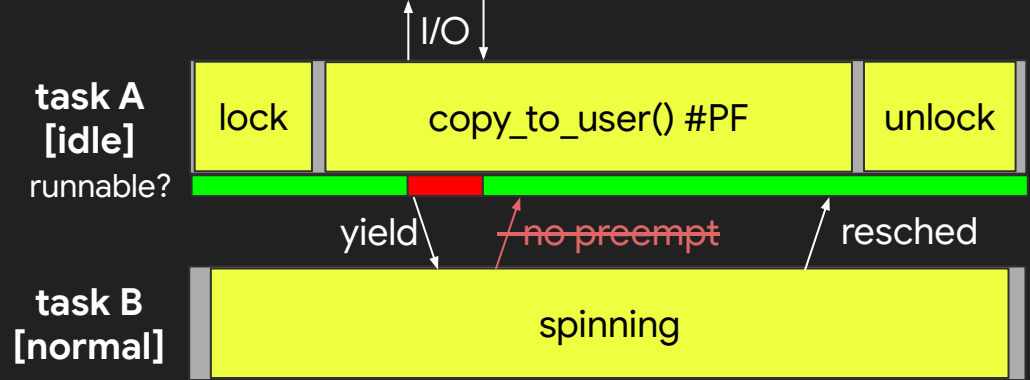 I/O
task A
[idle]
lock
copy_to_user() #PF
unlock
runnable?
yield
no preempt
resched
task B
[normal]
spinning